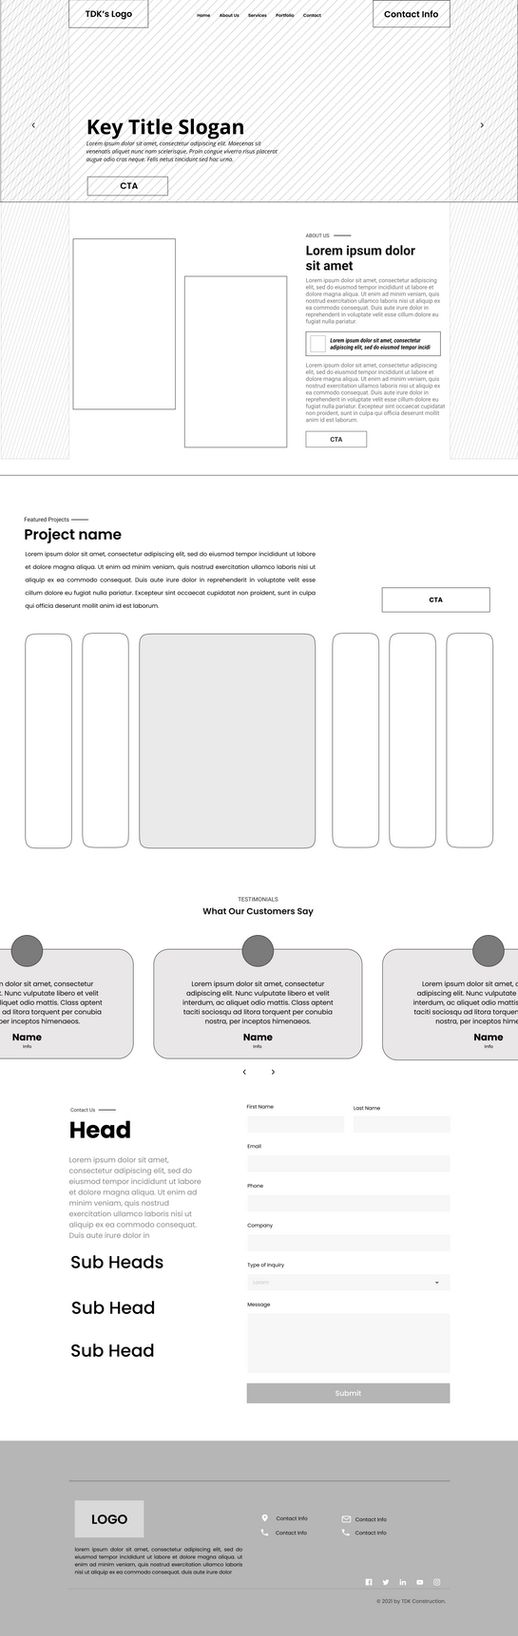 TDK's Logo
Home About Us Services Portfolio Contact
Contact Info
Key Title Slogan
Lorem ipsum dolor sit amet, consectetur adipiscing elit. Maecenas sit
venenatis aliquet nunc nam scelerisque. Proin congue viverra risus placerat
augue odio cras neque. Felis netus tincidunt sed hac urna.
CTA
ABOUT US
Lorem ipsum dolor
sit amet
Lorem ipsum dolor sit amet, consectetur adipiscing
elit, sed do eiusmod tempor incididunt ut labore et
dolore magna aliqua. Ut enim ad minim veniam, quis
nostrud exercitation ullamco laboris nisi ut aliquip ex
ea commodo consequat. Duis aute irure dolor in
reprehenderit in voluptate velit esse cillum dolore eu
fugiat nulla pariatur.
Lorem ipsum dolor sit amet, consectetur
adipiscing elit, sed do eiusmod tempor incidi
Lorem ipsum dolor sit amet, consectetur adipiscing
elit, sed do eiusmod tempor incididunt ut labore et
dolore magna aliqua. Ut enim ad minim veniam, quis
nostrud exercitation ullamco laboris nisi ut aliquip ex
ea commodo consequat. Duis aute irure dolor in
reprehenderit in voluptate velit esse cillum dolore eu
fugiat nulla pariatur. Excepteur sint occaecat cupidatat
non proident, sunt in culpa qui officia deserunt mollit
anim id est laborum.
CTA
Featured Projects
Project name
Lorem ipsum dolor sit amet, consectetur adipiscing elit, sed do eiusmod tempor incididunt ut labore
et dolore magna aliqua. Ut enim ad minim veniam, quis nostrud exercitation ullamco laboris nisi ut
aliquip ex ea commodo consequat. Duis aute irure dolor in reprehenderit in voluptate velit esse
cillum dolore eu fugiat nulla pariatur. Excepteur sint occaecat cupidatat non proident, sunt in culpa
qui officia deserunt mollit anim id est laborum.
CTA
TESTIMONIALS
What Our Customers Say
m dolor sit amet, consectetur
t. Nunc vulputate libero et velit
liquet odio mattis. Class aptent
ad litora torquent per conubia
per inceptos himenaeos.
Name
Info
Lorem ipsum dolor sit amet, consectetur
adipiscing elit. Nunc vulputate libero et velit
interdum, ac aliquet odio mattis. Class aptent
taciti sociosqu ad litora torquent per conubia
nostra, per inceptos himenaeos.
Name
Info
Lorem ipsum dolor sit amet, c
adipiscing elit. Nunc vulputate
interdum, ac aliquet odio mat
taciti sociosqu ad litora torque
nostra, per inceptos hime
Name
Info
Contact Us
Head
Lorem ipsum dolor sit amet,
consectetur adipiscing elit, sed do
eiusmod tempor incididunt ut labore
et dolore magna aliqua. Ut enim ad
minim veniam, quis nostrud
exercitation ullamco laboris nisi ut
aliquip ex ea commodo consequat.
Duis aute irure dolor in
Sub Heads
Sub Head
Sub Head
First Name
Last Name
Email
Phone
Company
Type of Inquiry
Lorem
Message
Submit
LOGO
lorem ipsum dolor sit amet, consectetur adipiscing elit, sed do
eiusmod tempor incididunt ut labore et dolore magna aliqua. ut
enim ad minim veniam, quis nostrud exercitation ullamco laboris
nisi ut aliquip ex ea commodo consequat. duis aute irure dolor
Contact Info
Contact Info
Contact Info
Contact Info
© 2021 by TDK Construction.